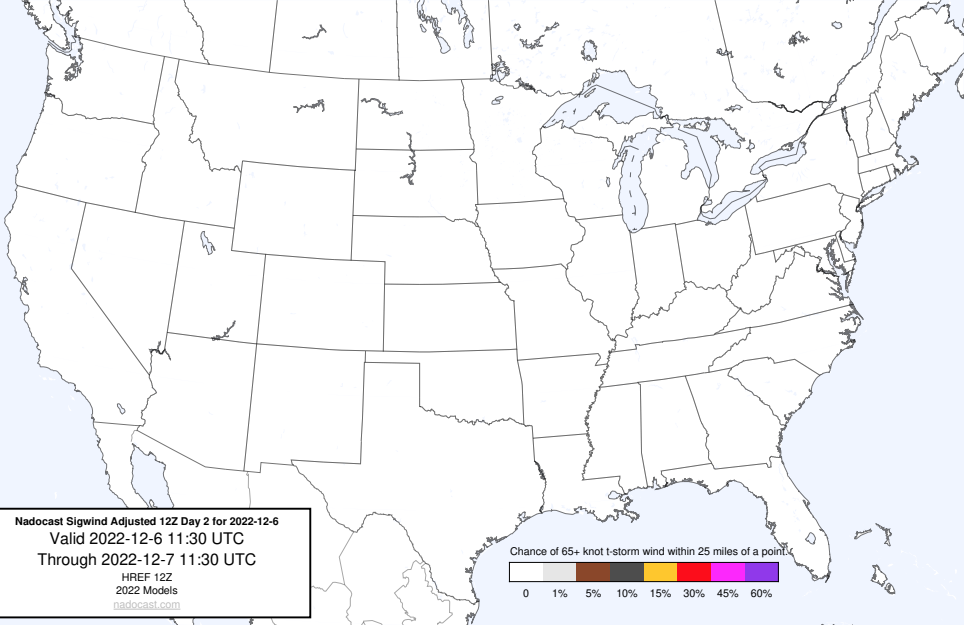 Nadocast Sigwind Adjusted 12Z Day 2 for 2022-12-6
Valid 2022-12-6 11:30 UTC
Through 2022-12-7 11:30 UTC
HREF 12Z
2022 Models
nadocast.com
Chance of 65+ knot t-storm wind within 25 miles of a point.
0 1% 5% 10% 15% 30% 45% 60%